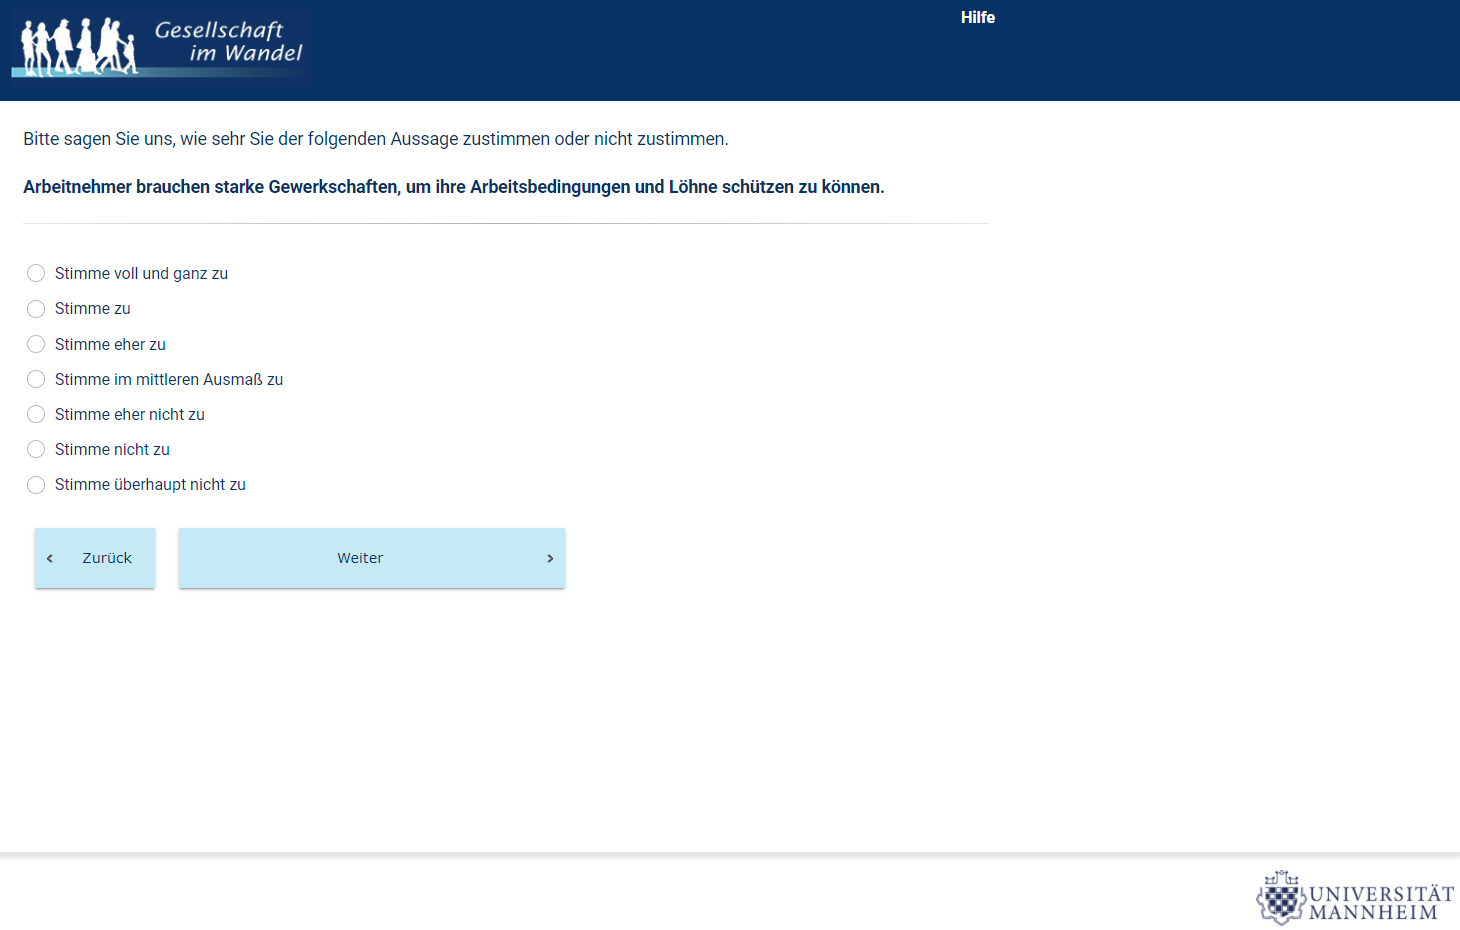 Gesellschaft
im Wandel
Hilfe
Bitte sagen Sie uns, wie sehr Sie der folgenden Aussage zustimmen oder nicht zustimmen.
Arbeitnehmer brauchen starke Gewerkschaften, um ihre Arbeitsbedingungen und Löhne schützen zu können.
Stimme voll und ganz zu
Stimme zu
Stimme eher zu
Stimme im mittleren Ausmaß zu
Stimme eher nicht zu
Stimme nicht zu
Stimme überhaupt nicht zu
Zurück
Weiter
UNIVERSITÄT
MANNHEIM